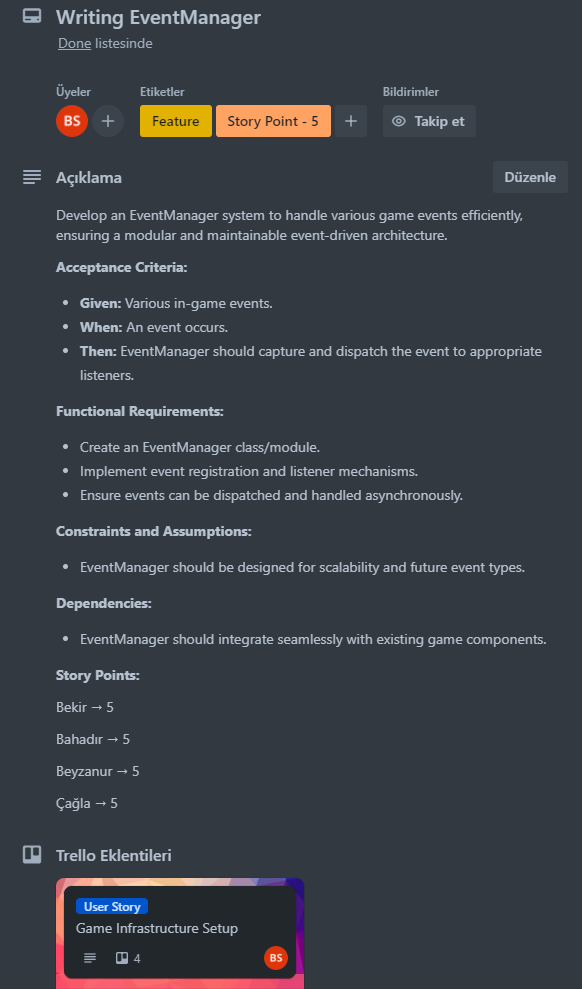 Writing EventManager
Done listesinde
Üyeler
Etiketler
Bildirimler
BS
Feature
Story Point - 5
Takip et
Açıklama
Düzenle
Develop an EventManager system to handle various game events efficiently,
ensuring a modular and maintainable event-driven architecture.
Acceptance Criteria:
• Given: Various in-game events.
• When: An event occurs.
• Then: EventManager should capture and dispatch the event to appropriate
listeners.
Functional Requirements:
• Create an EventManager class/module.
• Implement event registration and listener mechanisms.
• Ensure events can be dispatched and handled asynchronously.
Constraints and Assumptions:
• EventManager should be designed for scalability and future event types.
Dependencies:
• EventManager should integrate seamlessly with existing game components.
Story Points:
Bekir → 5
Bahadır → 5
Beyzanur → 5
Çağla → 5
Trello Eklentileri
User Story
Game Infrastructure Setup
4
BS